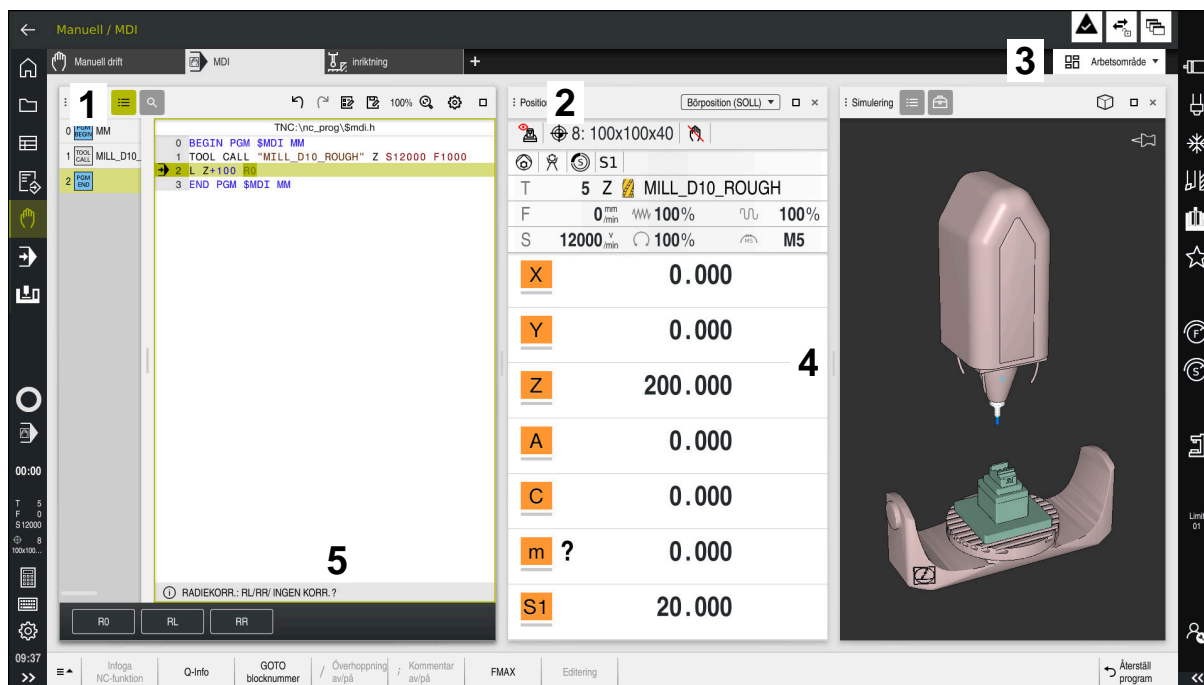 Manuell / MDI
Manuell drift
MDI
inriktning
+
3
Arbetsområde
1
100%
0 PGM BEGIN MM
1 TOOL CALL MILL_D10_
2 PGM END
TNC:\nc_prog\$mdi.h
0 BEGIN PGM $MDI MM
1 TOOL CALL "MILL_D10_ROUGH" Z S12000 F1000
2 L Z+100 R0
3 END PGM $MDI MM
5
RADIEKORR.: RL/RR/ INGEN KORR.?
R0 RL RR
Positio
2
Börposition (SOLL)
8: 100x100x40
S1
T 5 Z MILL_D10_ROUGH
F 0 mm/min 100% 100%
S 12000 v/min 100% M5
X 0.000
Y 0.000
4
Z 200.000
A 0.000
C 0.000
m ? 0.000
S1 20.000
Simulering
00:00
T 5
F 0
S 12000
8
100x100...
09:37
Limit
01
Infoga
NC-funktion
Q-Info
GOTO
blocknummer
/ Överhoppning
av/på
; Kommentar
av/på
FMAX
Editering
Återställ
program